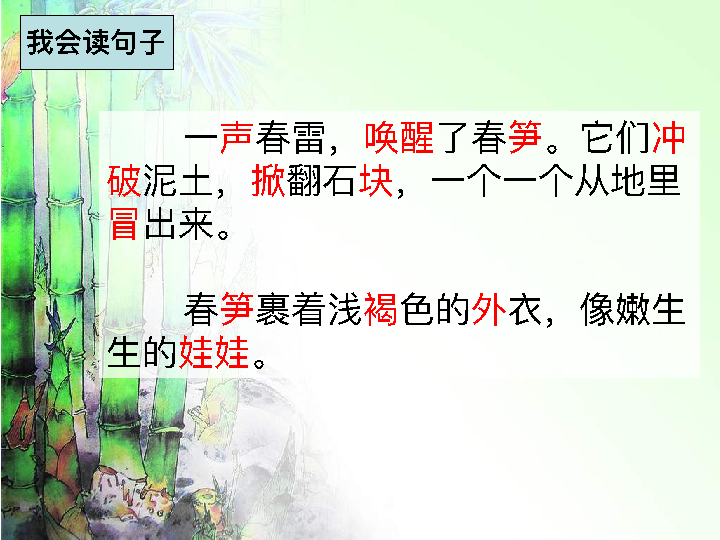 我会读句子
一声春雷，唤醒了春笋。它们冲
破泥土，掀翻石块，一个一个从地里
冒出来。
春笋裹着浅褐色的外衣，像嫩生
生的娃娃。